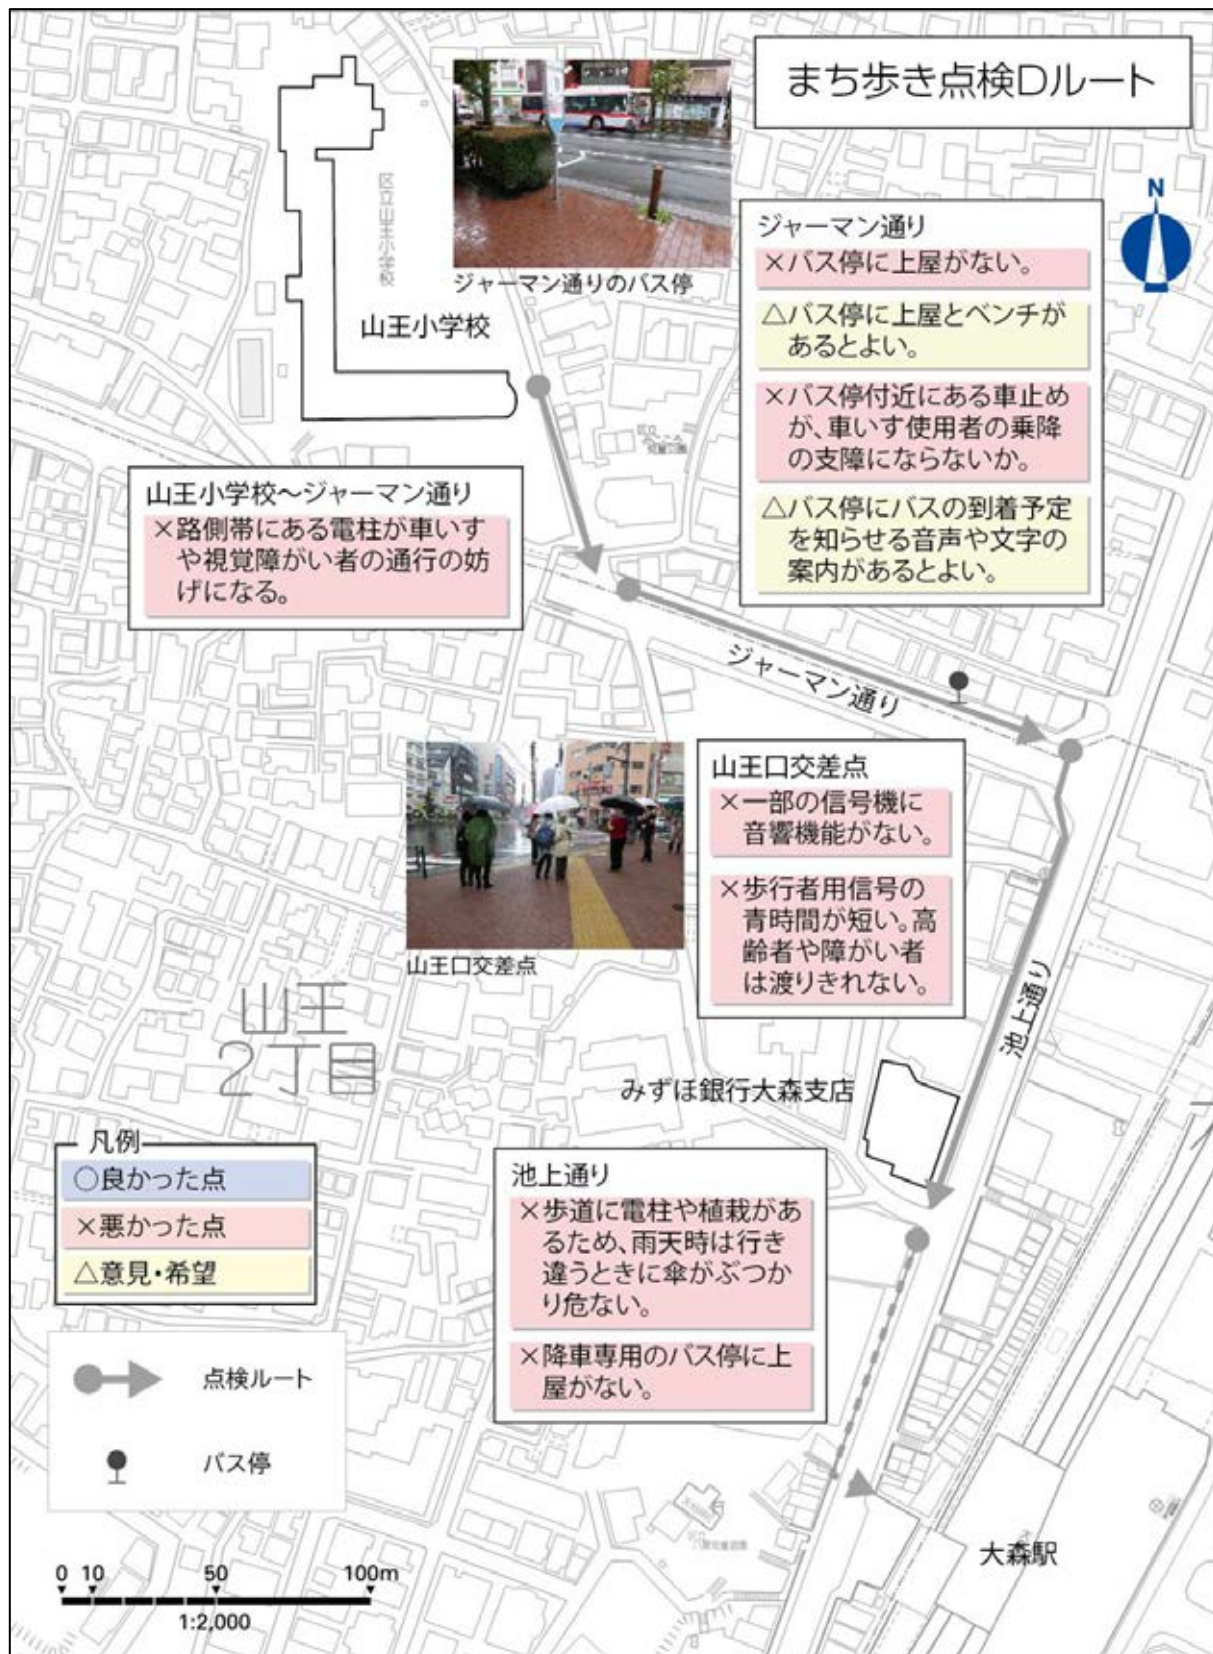 まち歩き点検Dルート
N
ジャーマン通りのバス停
区立山王小学校
山王小学校
ジャーマン通り
×バス停に上屋がない。
△バス停に上屋とベンチが
あるとよい。
×バス停付近にある車止め
が、車いす使用者の乗降
の支障にならないか。
△バス停にバスの到着予定
を知らせる音声や文字の
案内があるとよい。
山王小学校～ジャーマン通り
×路側帯にある電柱が車いす
や視覚障がい者の通行の妨
げになる。
ジャーマン通り
山王口交差点
×一部の信号機に
音響機能がない。
×歩行者用信号の
青時間が短い。高
齢者や障がい者
は渡りきれない。
山王口交差点
池上通り
山王
2丁目
みずほ銀行大森支店
凡例
○良かった点
×悪かった点
△意見・希望
点検ルート
バス停
池上通り
×歩道に電柱や植栽があ
るため、雨天時は行き
違うときに傘がぶつか
り危ない。
×降車専用のバス停に上
屋がない。
大森駅
0 10 50 100m
1:2,000